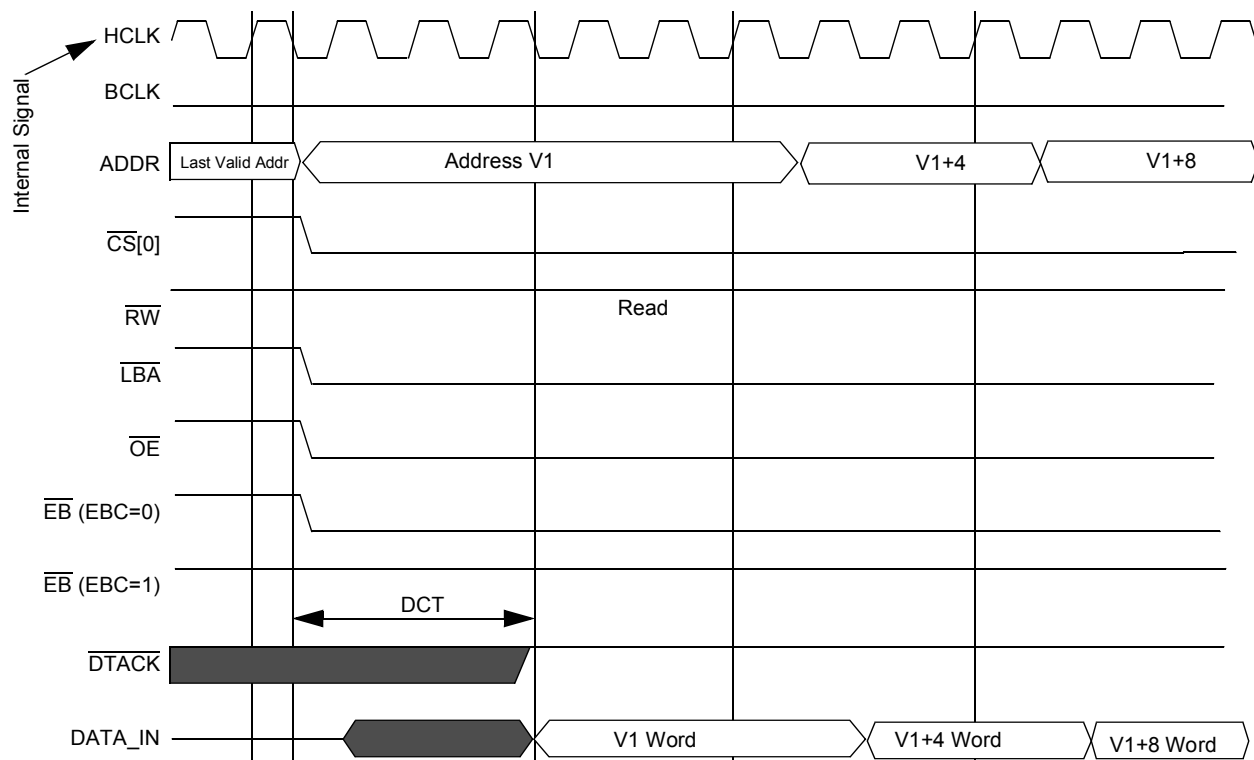 HCLK
Internal Signal
BCLK
ADDR
Last Valid Addr
Address V1
V1+4
V1+8
CS[0]
RW
Read
LBA
OE
EB (EBC=0)
EB (EBC=1)
DCT
DTACK
DATA_IN
V1 Word
V1+4 Word
V1+8 Word